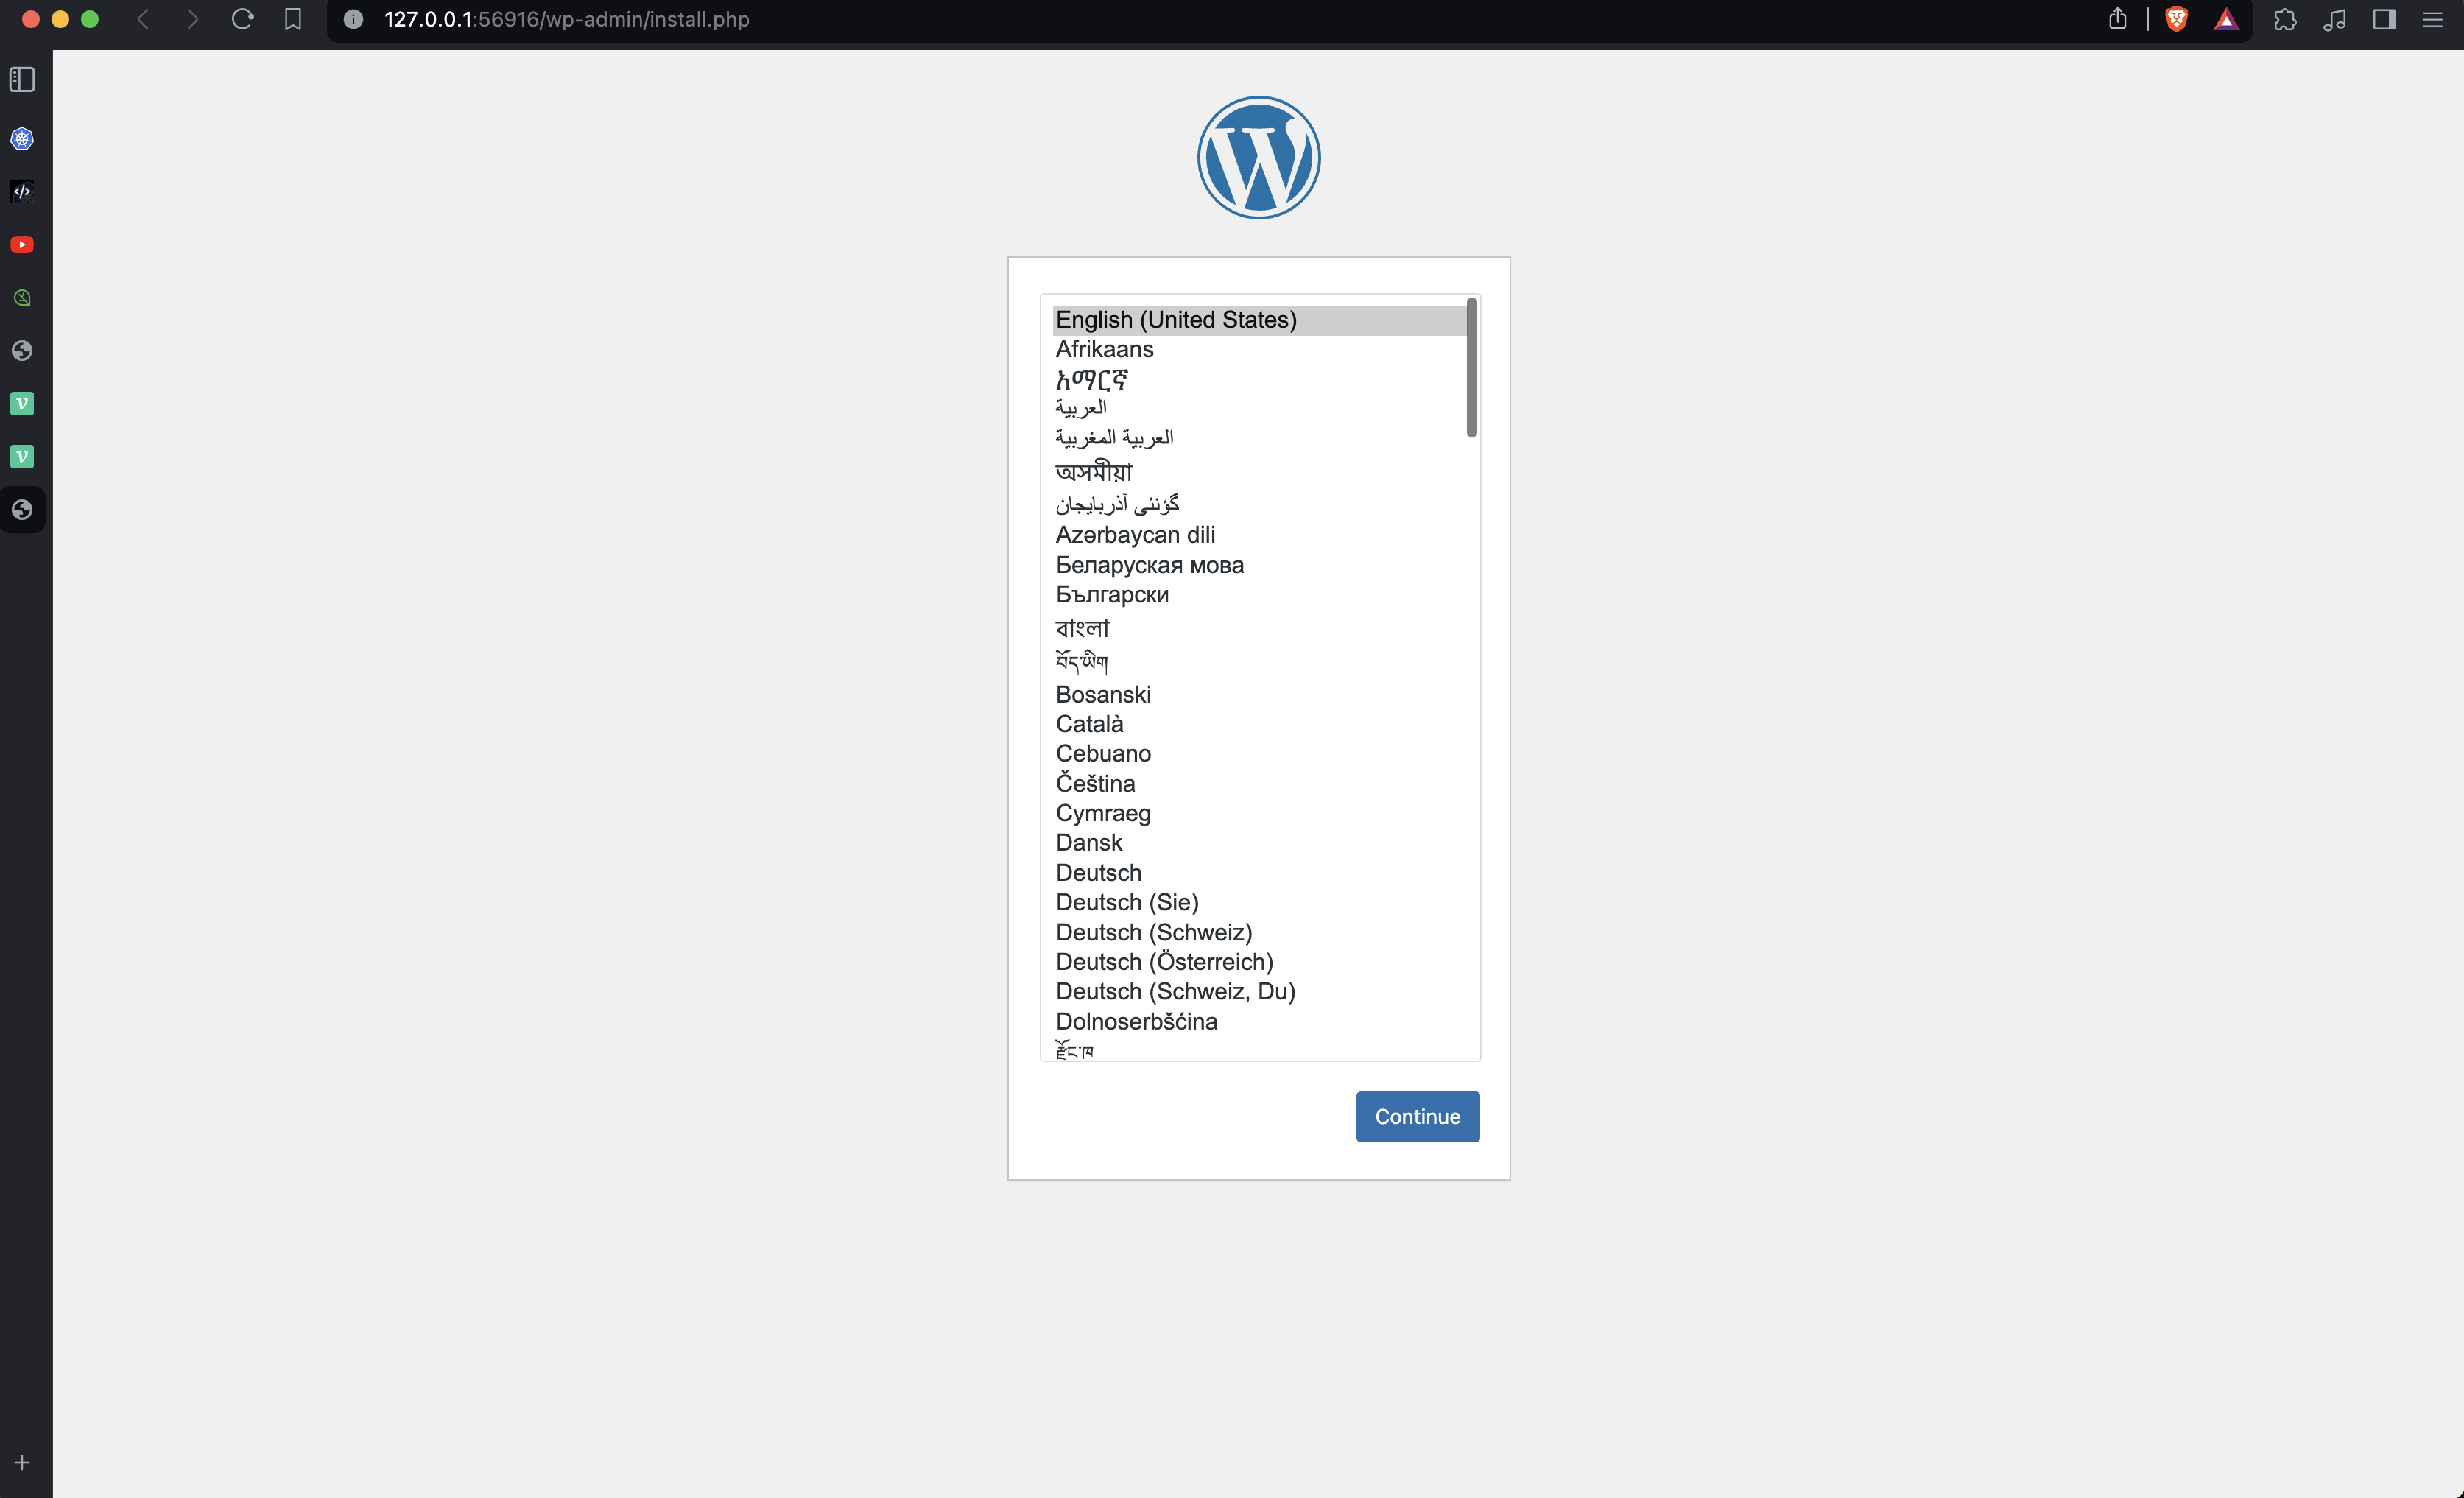 127.0.0.1:56916/wp-admin/install.php
English (United States)
Afrikaans
አማርኛ
العربية
العربية المغربية
অসমীয়া
گؤنئی آذربایجان
Azərbaycan dili
Беларуская мова
Български
বাংলা
བོད་ཡིག
Bosanski
Català
Cebuano
Čeština
Cymraeg
Dansk
Deutsch
Deutsch (Sie)
Deutsch (Schweiz)
Deutsch (Österreich)
Deutsch (Schweiz, Du)
Dolnoserbšćina
རྫོང་ཁ
Continue